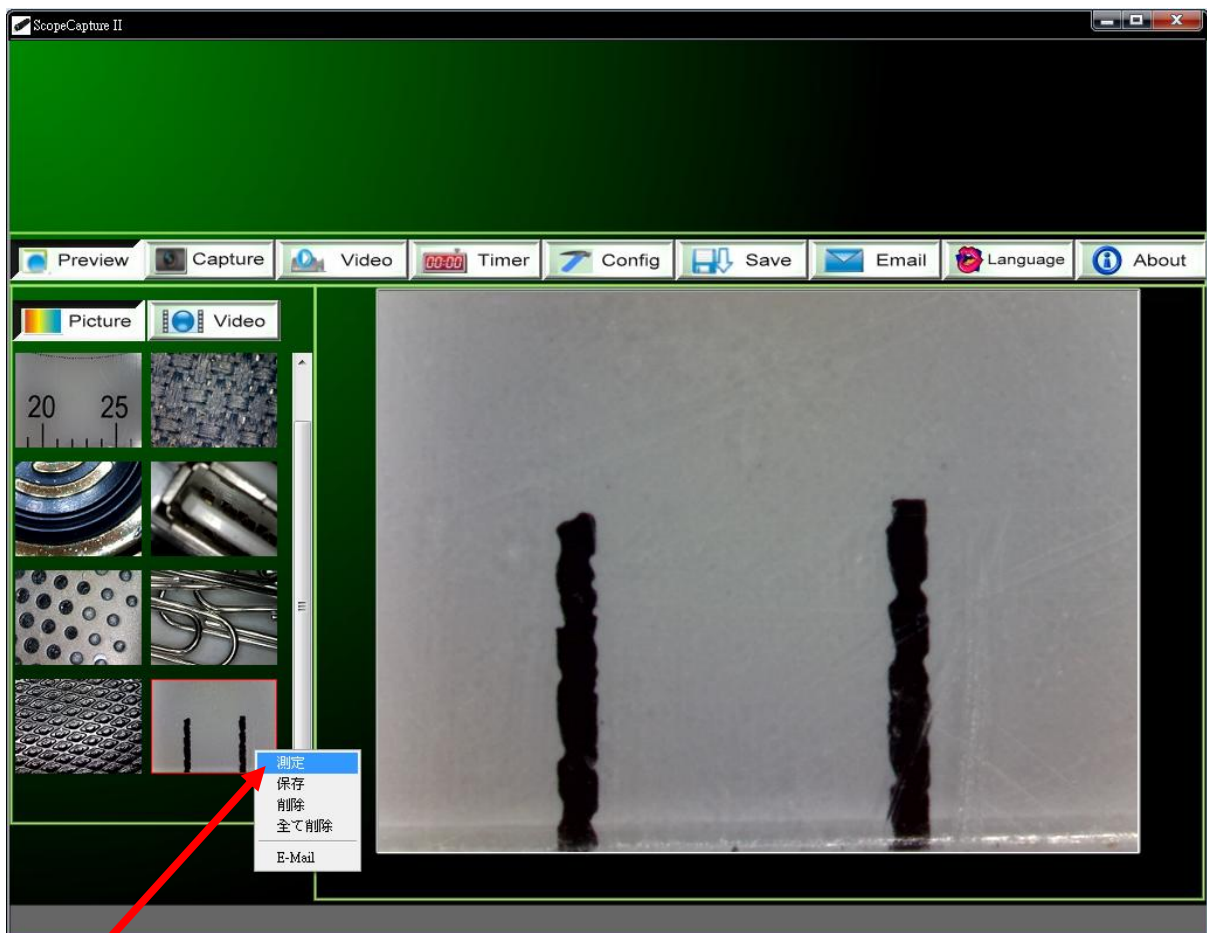 ScopeCapture II
Preview
Capture
Video
00:00
Timer
Config
Save
Email
Language
About
Picture
Video
20 25
測定
保存
削除
全て削除
E-Mail